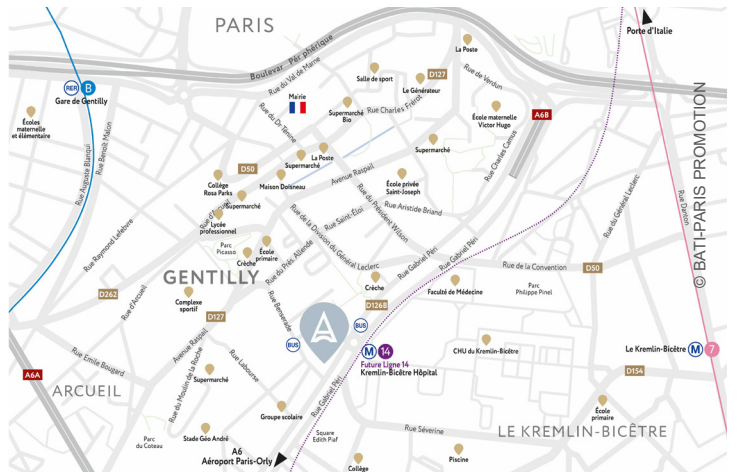 PARIS
Porte d'Italie
Boulevar Pér phérique
La Poste
Rue du Val de Marne
Salle de sport
D127
Rue de Verdun
RER B
Gare de Gentilly
Mairie
Le Générateur
Supermarché
Bio
Rue Charles Frérot
École maternelle
Victor Hugo
A6B
Écoles
maternelle
et élémentaire
Rue Auguste Blanqui
Rue Benoît Malon
Rue du Dr Ténine
La Poste
Supermarché
Supermarché
Rue Charles Camus
D50
Collège
Rosa Parks
Maison Doisneau
Avenue Raspail
École privée
Saint-Joseph
Supermarché
Rue du Président Wilson
Rue Aristide Briand
Rue du Général Leclerc
Rue Danton
© BATI-PARIS PROMOTION
Lycée
professionnel
Rue Saint-Éloi
Rue de la Division du Général Leclerc
Rue Raymond Lefebvre
Parc
Picasso
Crèche
École
primaire
Rue du Prés Allende
Rue Gabriel Péri
Rue Gabriel Péri
Rue de la Convention
D50
GENTILLY
Crèche
Faculté de Médecine
Parc
Philippe Pinel
D262
Rue d'Arcueil
Complexe
sportif
D127
Rue Benserade
D126B
BUS
BUS
Avenue Raspail
Rue Labourse
M 14
Future Ligne 14
Kremlin-Bicêtre Hôpital
CHU du Kremlin-Bicêtre
Le Kremlin-Bicêtre M 7
D154
Rue Emile Bougard
A6A
ARCUEIL
Supermarché
Rue du Moulin de la Roche
Rue Gabriel Péri
Groupe scolaire
École
primaire
Parc
du Coteau
Stade Géo André
Square
Edith Piaf
Rue Séverine
LE KREMLIN-BICÊTRE
A6
Aéroport Paris-Orly
Collège
Piscine